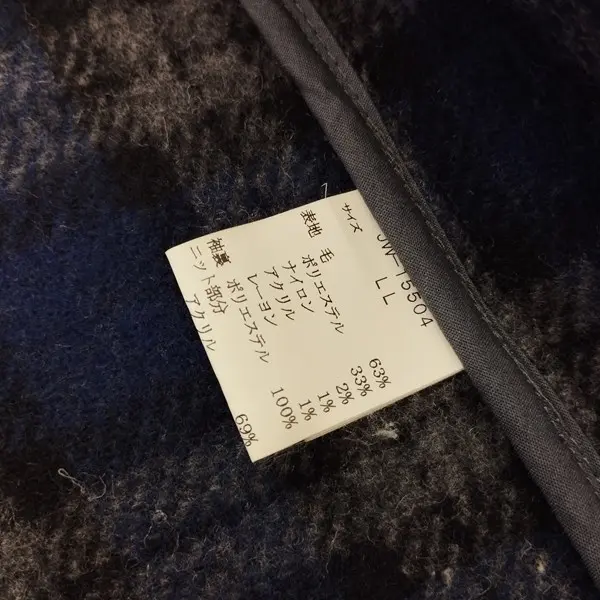 JW-15504
サイズ LL
表地 毛 63%
ポリエステル 33%
ナイロン 2%
アクリル 1%
レーヨン 1%
袖裏 ポリエステル 100%
ニット部分
アクリル 69%